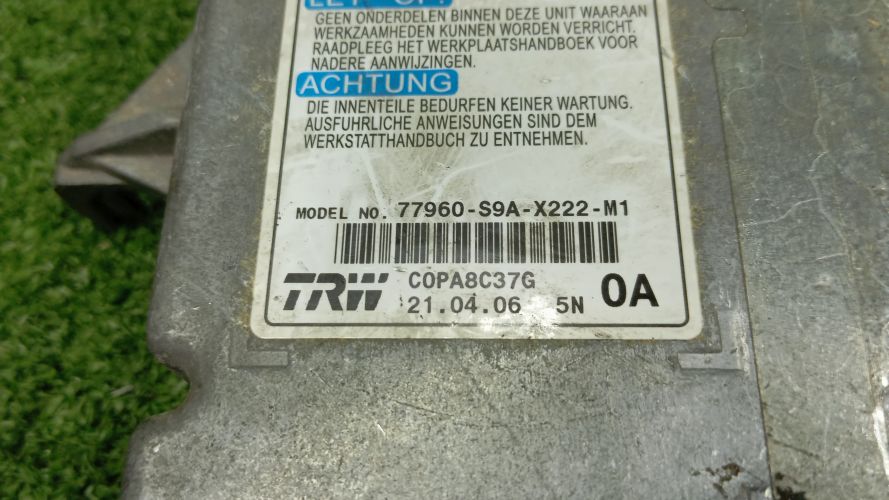 LET OP!
GEEN ONDERDELEN BINNEN DEZE UNIT WAARAAN
WERKZAAMHEDEN KUNNEN WORDEN VERRICHT.
RAADPLEEG HET WERKPLAATSHANDBOEK VOOR
NADERE AANWIJZINGEN.
ACHTUNG
DIE INNENTEILE BEDURFEN KEINER WARTUNG.
AUSFUHRLICHE ANWEISUNGEN SIND DEM
WERKSTATTHANDBUCH ZU ENTNEHMEN.
MODEL NO. 77960-S9A-X222-M1
TRW C0PA8C37G 0A
21.04.06 5N